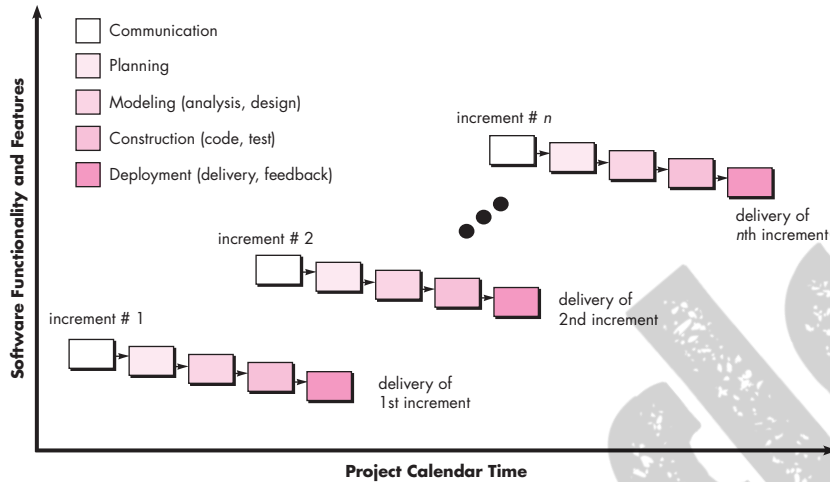 Software Functionality and Features
Communication
Planning
Modeling (analysis, design)
Construction (code, test)
Deployment (delivery, feedback)
increment # n
delivery of
nth increment
increment # 2
delivery of
2nd increment
increment # 1
delivery of
1st increment
Project Calendar Time